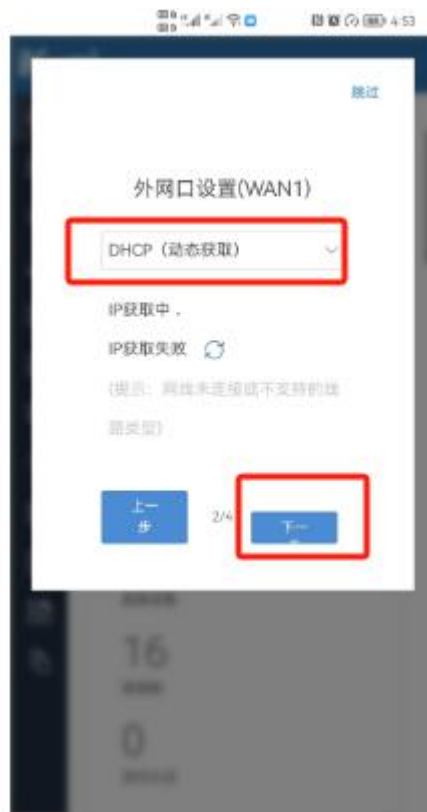 4:53
跳过
外网口设置(WAN1)
DHCP（动态获取）
IP获取中 .
IP获取失败
(提示：网线未连接或不支持的线
路类型)
上一
步
2/4
下一
16
0